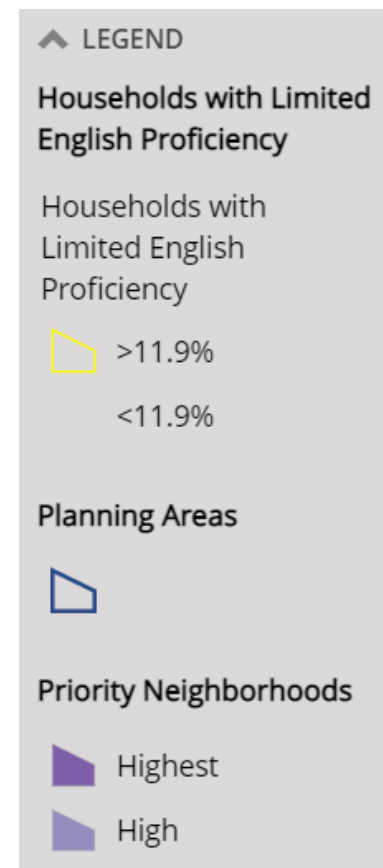 LEGEND
Households with Limited
English Proficiency
Households with
Limited English
Proficiency
>11.9%
<11.9%
Planning Areas
Priority Neighborhoods
Highest
High